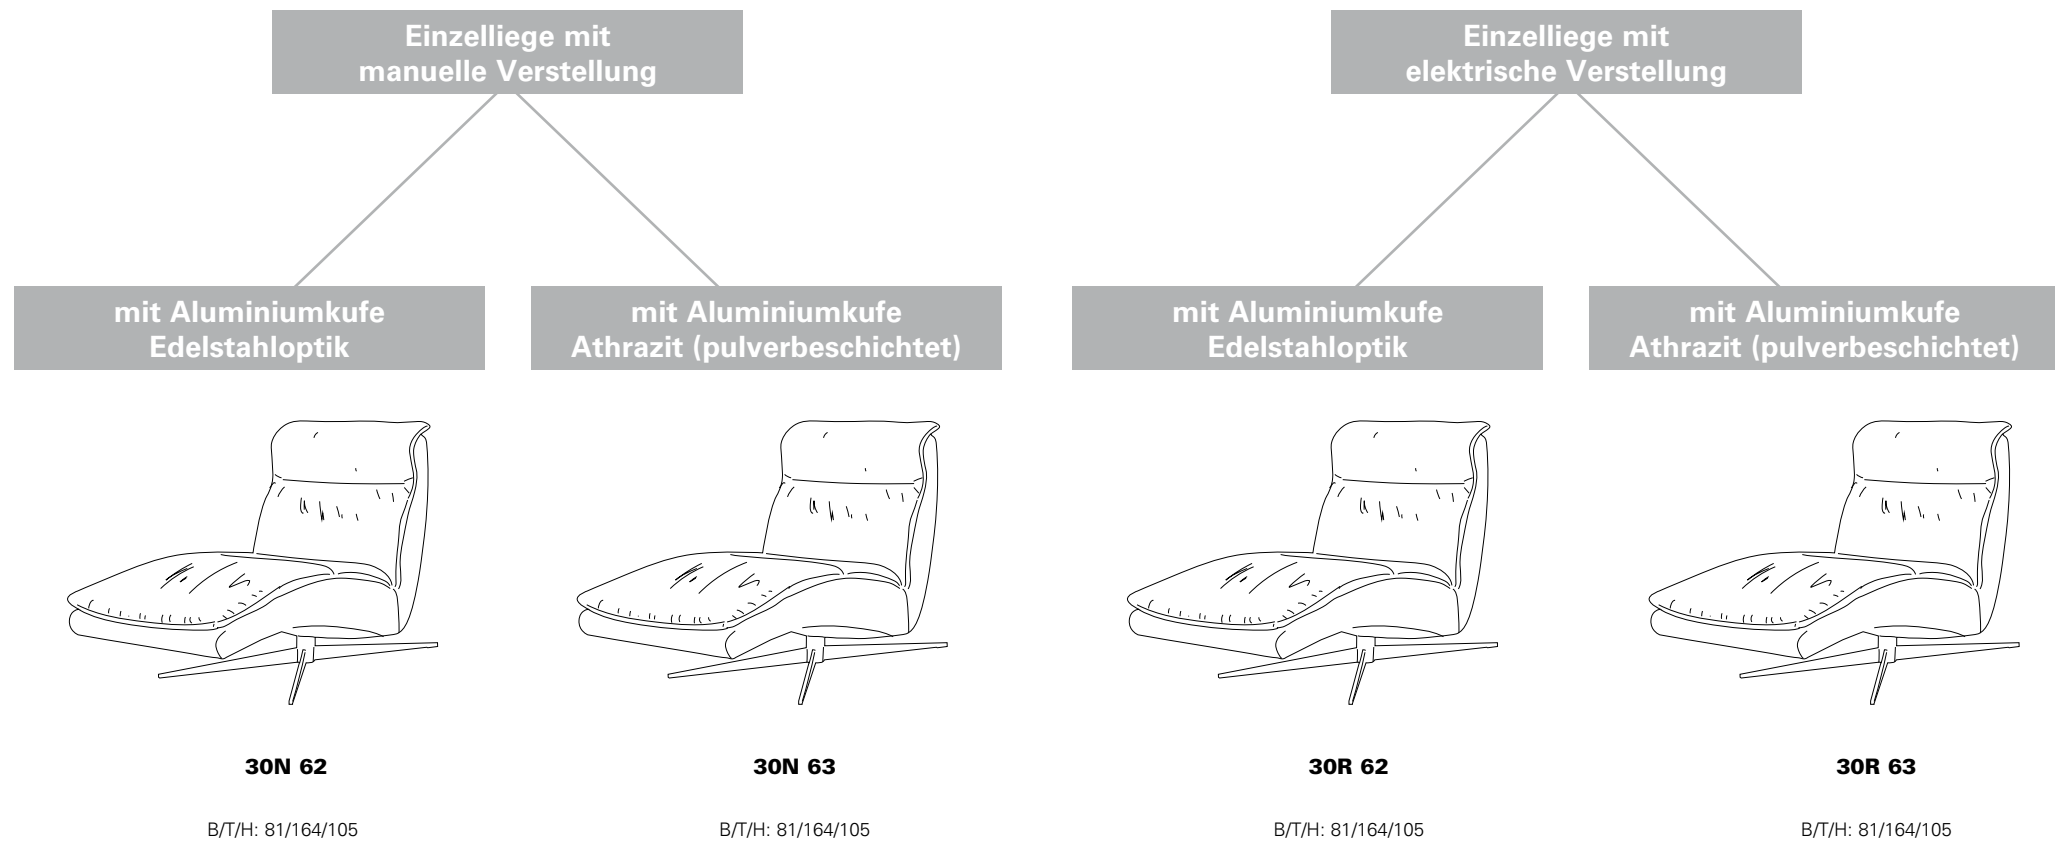 Einzelliege mit
manuelle Verstellung
Einzelliege mit
elektrische Verstellung
mit Aluminiumkufe
Edelstahloptik
mit Aluminiumkufe
Athrazit (pulverbeschichtet)
mit Aluminiumkufe
Edelstahloptik
mit Aluminiumkufe
Athrazit (pulverbeschichtet)
30N 62
30N 63
30R 62
30R 63
B/T/H: 81/164/105
B/T/H: 81/164/105
B/T/H: 81/164/105
B/T/H: 81/164/105